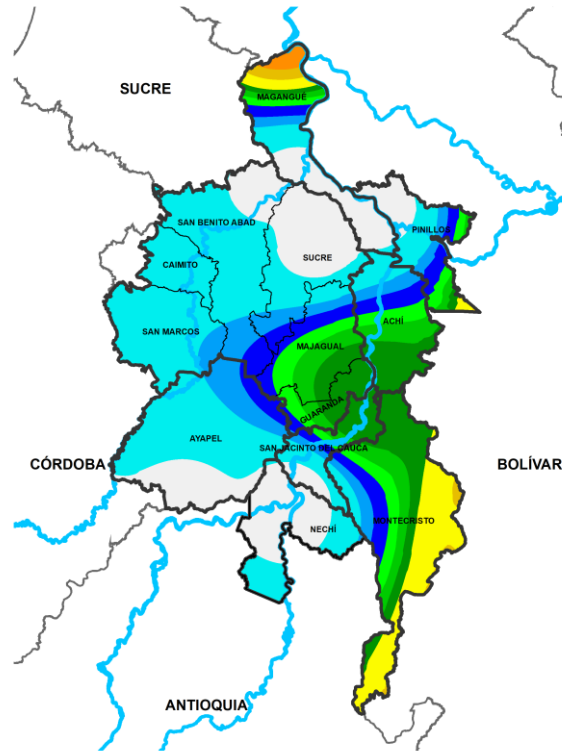 SUCRE
MAGANGUÉ
SAN BENITO ABAD
PINILLOS
SUCRE
CAIMITO
SAN MARCOS
ACHÍ
MAJAGUAL
GUARANDA
AYAPEL
SAN JACINTO DEL CAUCA
CÓRDOBA
BOLÍVAR
MONTECRISTO
NECHÍ
ANTIOQUIA